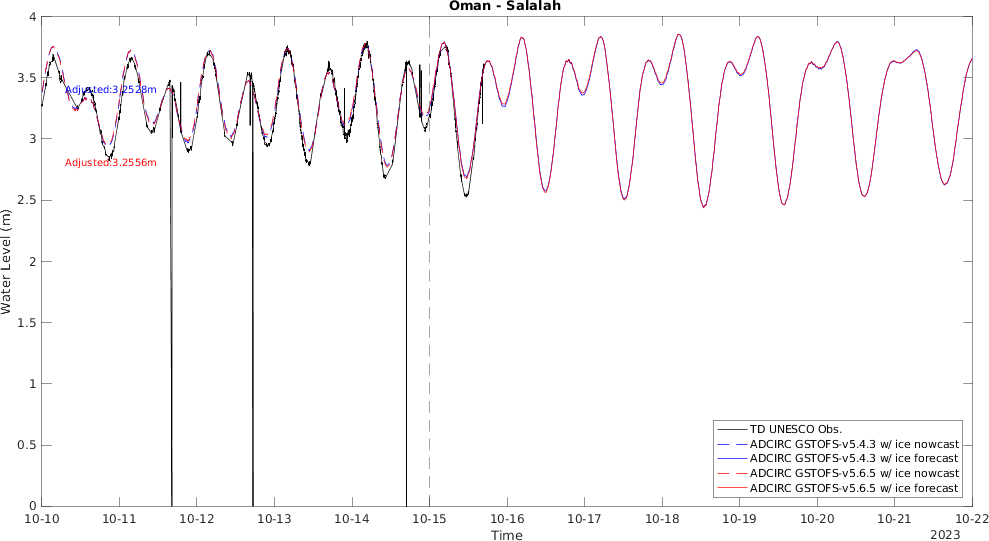 Oman - Salalah
4
3.5
3
2.5
2
1.5
1
0.5
0
Water Level (m)
Adjusted:3.2528m
Adjusted:3.2556m
TD UNESCO Obs.
ADCIRC GSTOFS-v5.4.3 w/ ice nowcast
ADCIRC GSTOFS-v5.4.3 w/ ice forecast
ADCIRC GSTOFS-v5.6.5 w/ ice nowcast
ADCIRC GSTOFS-v5.6.5 w/ ice forecast
10-10 10-11 10-12 10-13 10-14 10-15 10-16 10-17 10-18 10-19 10-20 10-21 10-22
Time
2023